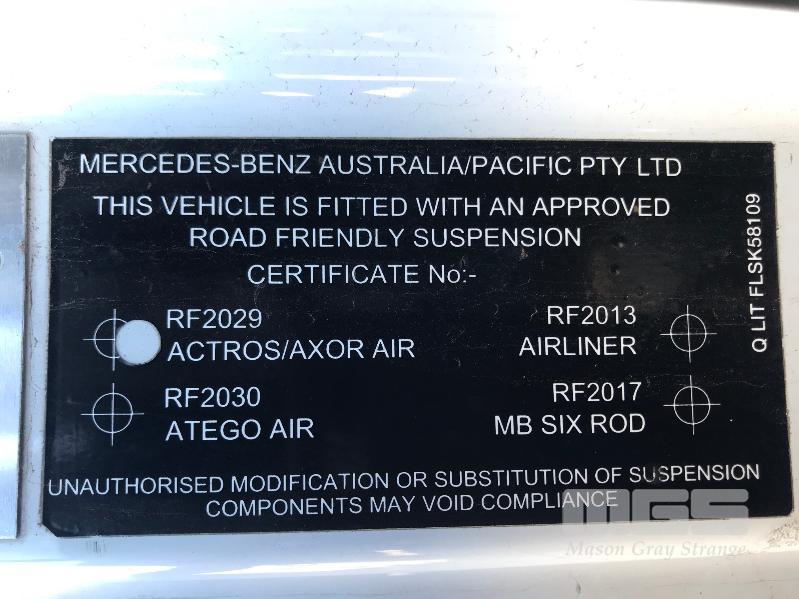 MERCEDES-BENZ AUSTRALIA/PACIFIC PTY LTD
THIS VEHICLE IS FITTED WITH AN APPROVED
ROAD FRIENDLY SUSPENSION
CERTIFICATE No:-
RF2029
ACTROS/AXOR AIR
RF2013
AIRLINER
RF2030
ATEGO AIR
RF2017
MB SIX ROD
UNAUTHORISED MODIFICATION OR SUBSTITUTION OF SUSPENSION
COMPONENTS MAY VOID COMPLIANCE
Q LIT FLSK58109
MGS
Mason Gray Strange